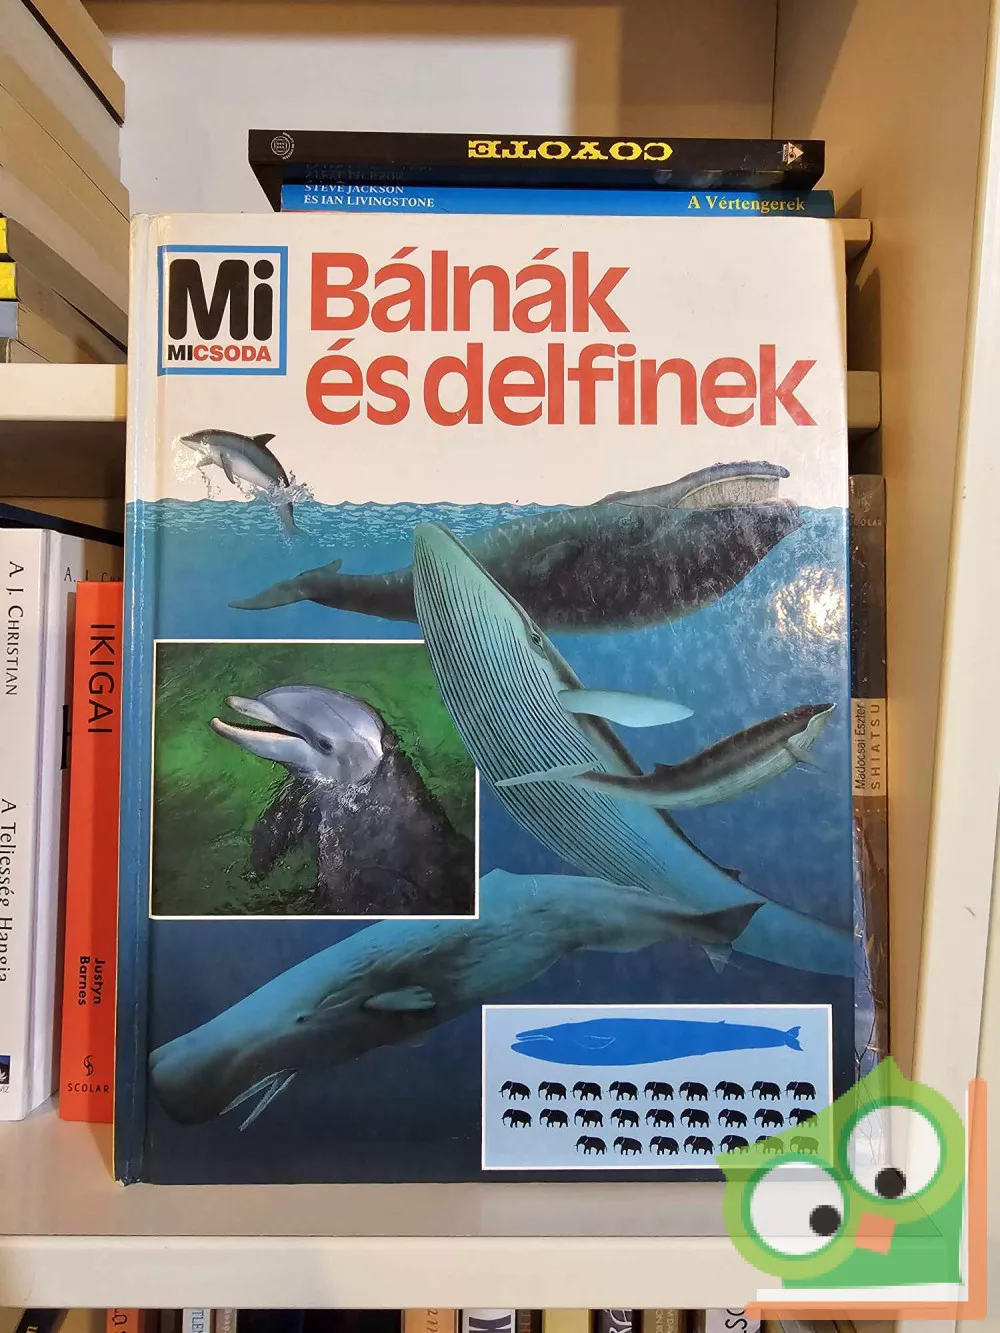 COYOTE
STEVE JACKSON
ÉS IAN LIVINGSTONE
A Vértengerek
Mi
MICSODA
Bálnák
és delfinek
A J. CHRISTIAN
A Teljesség Hangja
IKIGAI
Justyn
Barnes
SCOLAR
SCOLAR
Madocsai Eszter
SHIATSU